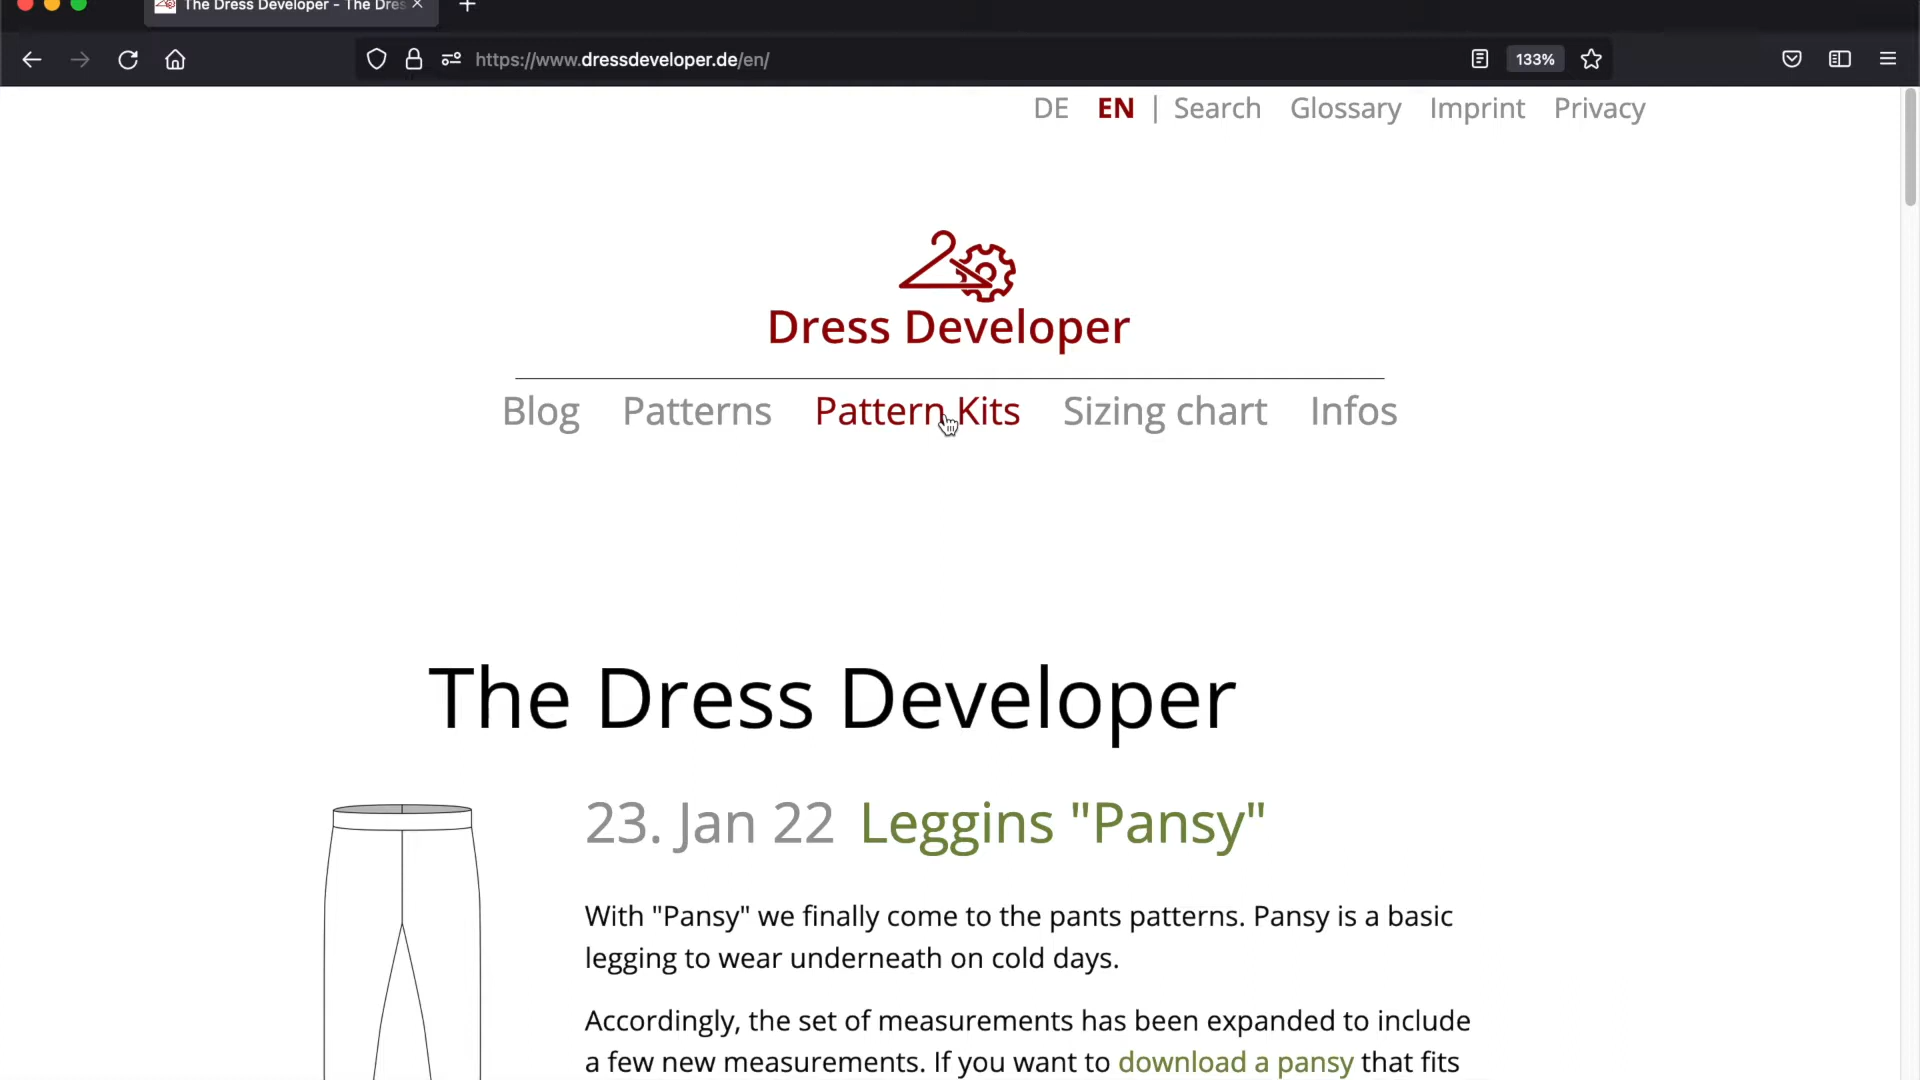 The Dress Developer - The Dres
https://www.dressdeveloper.de/en/
133%
DE EN | Search Glossary Imprint Privacy
Dress Developer
Blog Patterns Pattern Kits Sizing chart Infos
The Dress Developer
23. Jan 22 Leggins "Pansy"
With "Pansy" we finally come to the pants patterns. Pansy is a basic
legging to wear underneath on cold days.
Accordingly, the set of measurements has been expanded to include
a few new measurements. If you want to download a pansy that fits